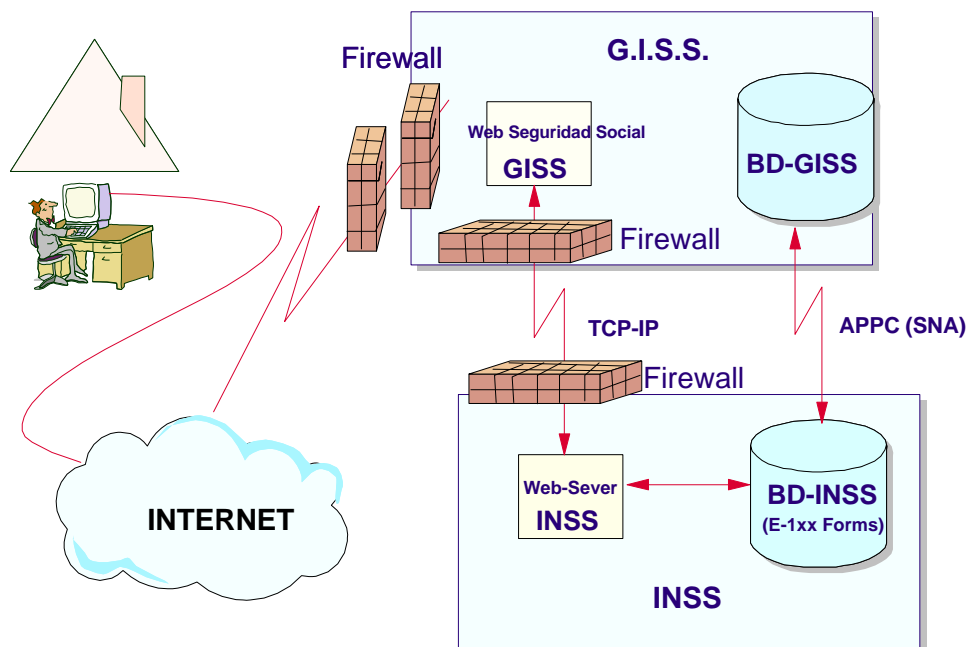 G.I.S.S.
Firewall
Web Seguridad Social
GISS
BD-GISS
Firewall
TCP-IP
APPC (SNA)
Firewall
INTERNET
Web-Sever
INSS
BD-INSS
(E-1xx Forms)
INSS